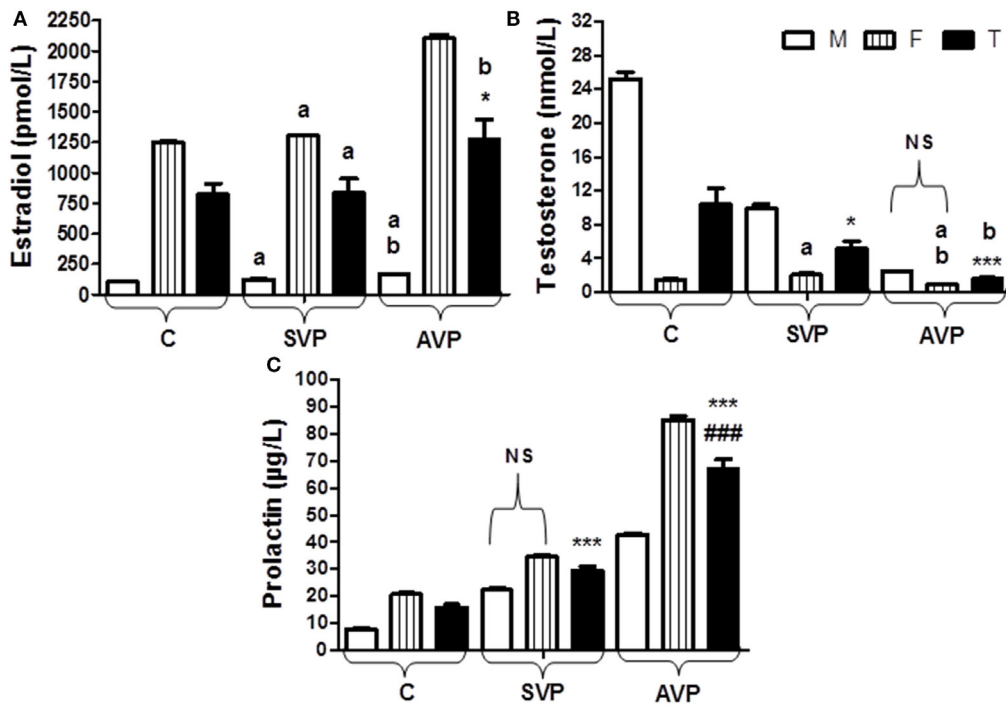 A
Estradiol (pmol/L)
2250
2000
1750
1500
1250
1000
750
500
250
0
a
a
a
a
b
b
*
C
SVP
AVP
B
Testosterone (nmol/L)
32
28
24
20
16
12
8
4
0
M F T
a
*
NS
a
b
b
***
C
SVP
AVP
C
Prolactin (µg/L)
100
90
80
70
60
50
40
30
20
10
0
NS
***
***
###
C
SVP
AVP